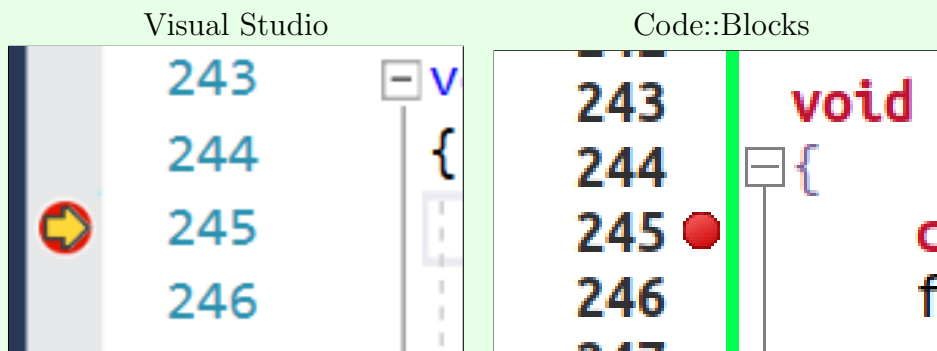 Visual Studio
243 v
244 {
245
246
Code::Blocks
243 void
244 {
245 c
246 f